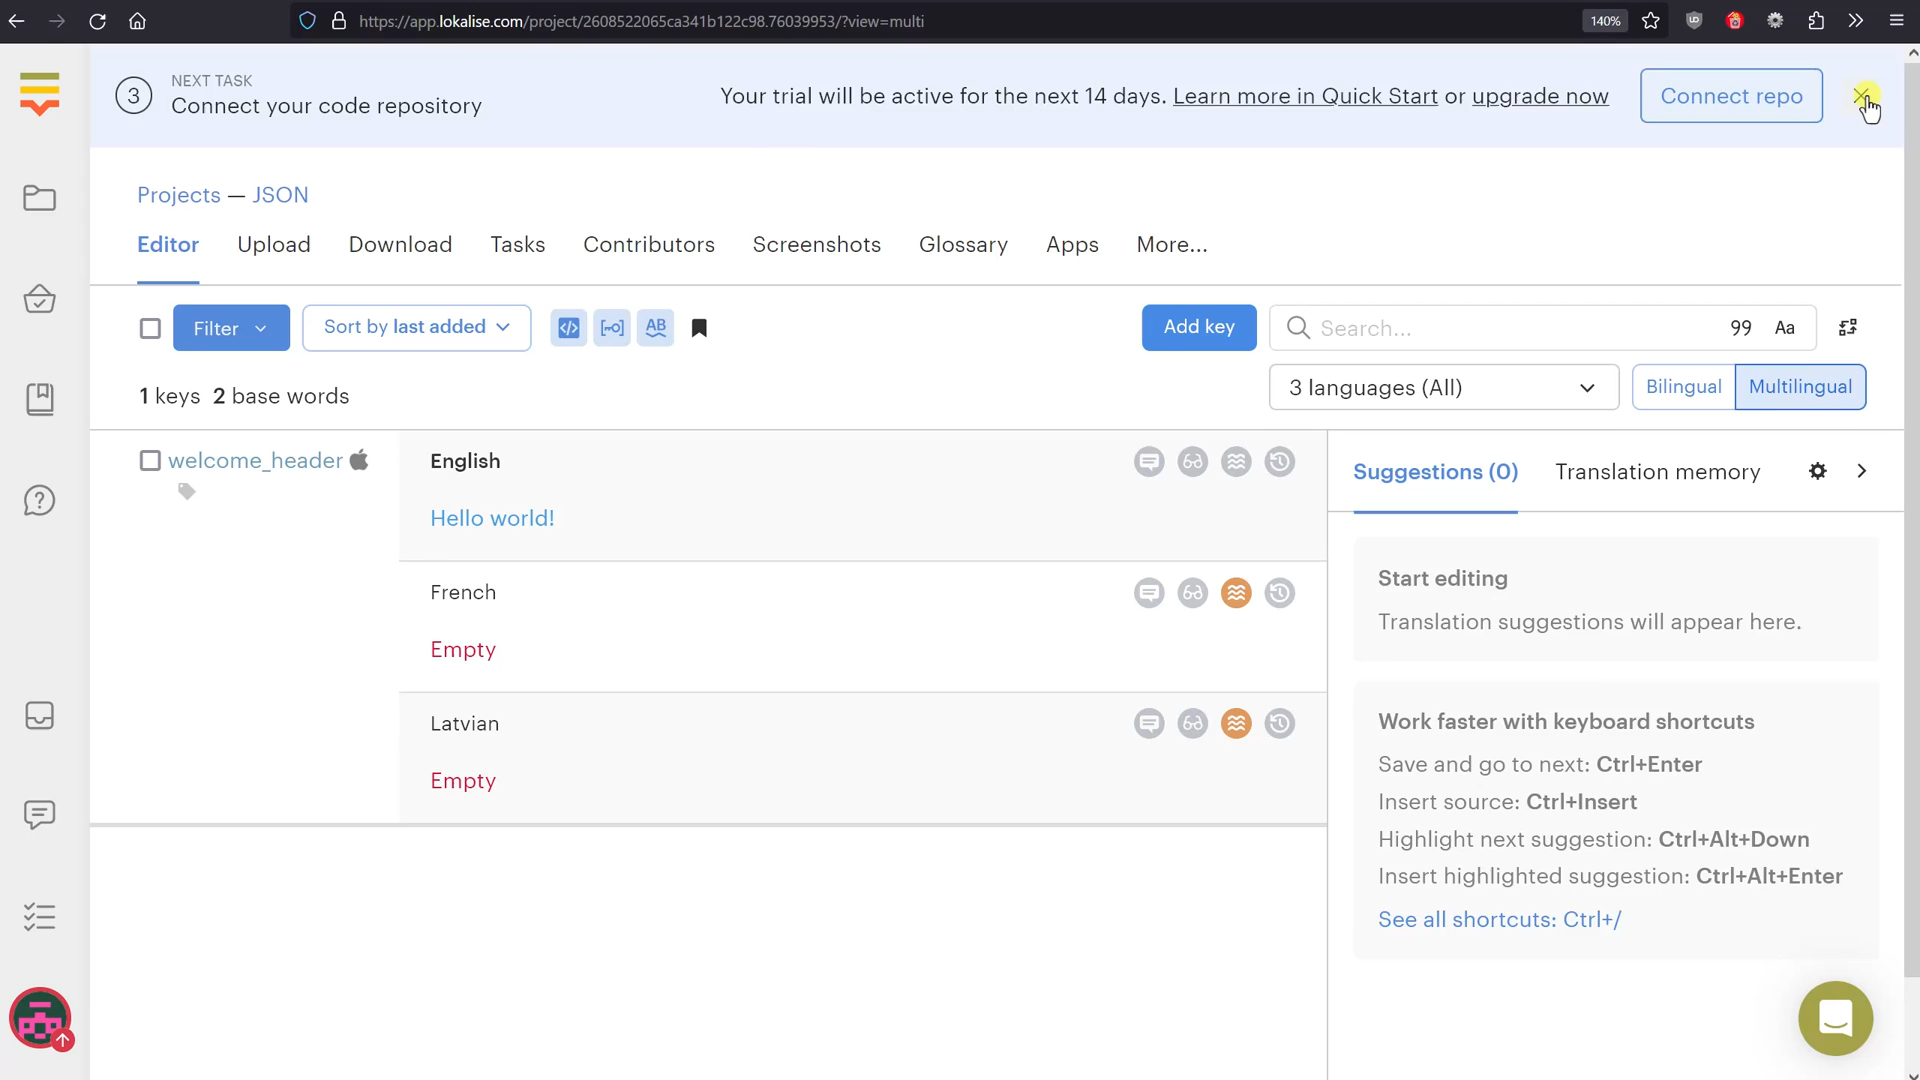 https://app.lokalise.com/project/2608522065ca341b122c98.76039953/?view=multi
140%
3
NEXT TASK
Connect your code repository
Your trial will be active for the next 14 days. Learn more in Quick Start or upgrade now
Connect repo
Projects — JSON
Editor Upload Download Tasks Contributors Screenshots Glossary Apps More...
Filter
Sort by last added
AB
Add key
Search...
99 Aa
1 keys 2 base words
3 languages (All)
Bilingual Multilingual
welcome_header
English
Hello world!
French
Empty
Latvian
Empty
Suggestions (0) Translation memory
Start editing
Translation suggestions will appear here.
Work faster with keyboard shortcuts
Save and go to next: Ctrl+Enter
Insert source: Ctrl+Insert
Highlight next suggestion: Ctrl+Alt+Down
Insert highlighted suggestion: Ctrl+Alt+Enter
See all shortcuts: Ctrl+/